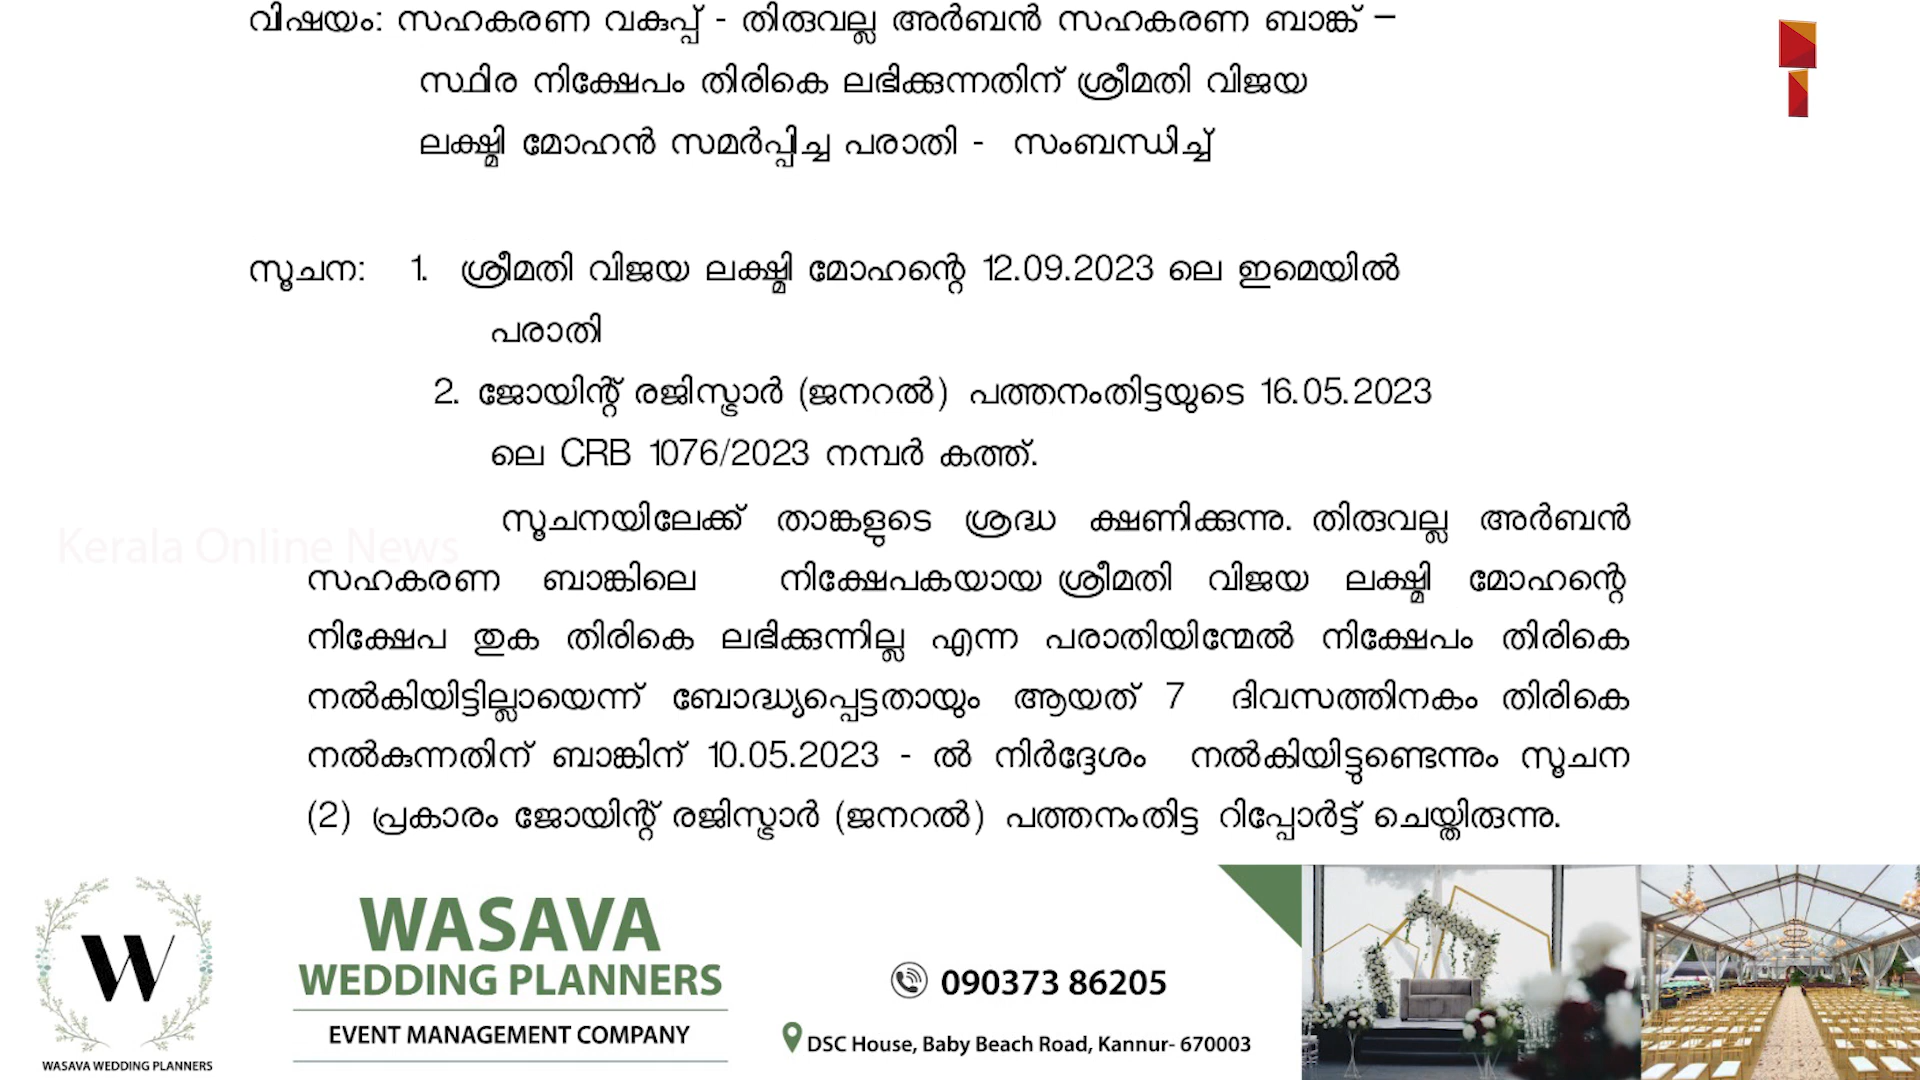 വിഷയം: സഹകരണ വകുപ്പ് - തിരുവല്ല അർബൻ സഹകരണ ബാങ്ക് –
സ്ഥിര നിക്ഷേപം തിരികെ ലഭിക്കുന്നതിന് ശ്രീമതി വിജയ
ലക്ഷ്മി മോഹൻ സമർപ്പിച്ച പരാതി - സംബന്ധിച്ച്
സൂചന: 1. ശ്രീമതി വിജയ ലക്ഷ്മി മോഹന്റെ 12.09.2023 ലെ ഇമെയിൽ
പരാതി
2. ജോയിന്റ് രജിസ്ട്രാർ (ജനറൽ) പത്തനംതിട്ടയുടെ 16.05.2023
ലെ CRB 1076/2023 നമ്പർ കത്ത്.
സൂചനയിലേക്ക് താങ്കളുടെ ശ്രദ്ധ ക്ഷണിക്കുന്നു. തിരുവല്ല അർബൻ
സഹകരണ ബാങ്കിലെ നിക്ഷേപകയായ ശ്രീമതി വിജയ ലക്ഷ്മി മോഹന്റെ
നിക്ഷേപ തുക തിരികെ ലഭിക്കുന്നില്ല എന്ന പരാതിയിന്മേൽ നിക്ഷേപം തിരികെ
നൽകിയിട്ടില്ലായെന്ന് ബോദ്ധ്യപ്പെട്ടതായും ആയത് 7 ദിവസത്തിനകം തിരികെ
നൽകുന്നതിന് ബാങ്കിന് 10.05.2023 - ൽ നിർദ്ദേശം നൽകിയിട്ടുണ്ടെന്നും സൂചന
(2) പ്രകാരം ജോയിന്റ് രജിസ്ട്രാർ (ജനറൽ) പത്തനംതിട്ട റിപ്പോർട്ട് ചെയ്തിരുന്നു.
Kerala Online News
W
WASAVA WEDDING PLANNERS
WASAVA
WEDDING PLANNERS
EVENT MANAGEMENT COMPANY
090373 86205
DSC House, Baby Beach Road, Kannur- 670003